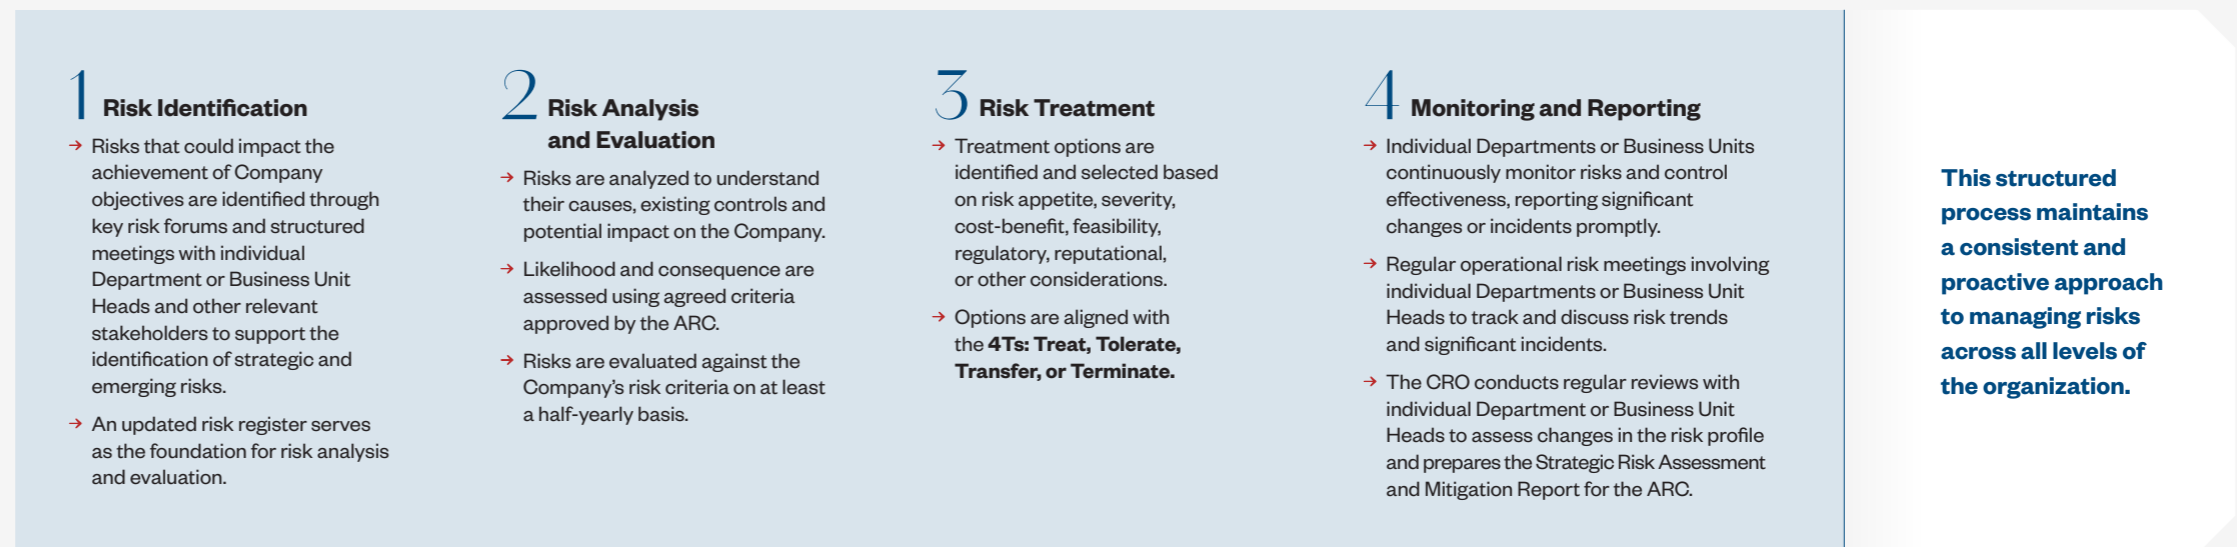 1 Risk Identification
→ Risks that could impact the
achievement of Company
objectives are identified through
key risk forums and structured
meetings with individual
Department or Business Unit
Heads and other relevant
stakeholders to support the
identification of strategic and
emerging risks.
→ An updated risk register serves
as the foundation for risk analysis
and evaluation.
2 Risk Analysis
and Evaluation
→ Risks are analyzed to understand
their causes, existing controls and
potential impact on the Company.
→ Likelihood and consequence are
assessed using agreed criteria
approved by the ARC.
→ Risks are evaluated against the
Company's risk criteria on at least
a half-yearly basis.
3 Risk Treatment
→ Treatment options are
identified and selected based
on risk appetite, severity,
cost-benefit, feasibility,
regulatory, reputational,
or other considerations.
→ Options are aligned with
the 4Ts: Treat, Tolerate,
Transfer, or Terminate.
4 Monitoring and Reporting
→ Individual Departments or Business Units
continuously monitor risks and control
effectiveness, reporting significant
changes or incidents promptly.
→ Regular operational risk meetings involving
individual Departments or Business Unit
Heads to track and discuss risk trends
and significant incidents.
→ The CRO conducts regular reviews with
individual Department or Business Unit
Heads to assess changes in the risk profile
and prepares the Strategic Risk Assessment
and Mitigation Report for the ARC.
This structured
process maintains
a consistent and
proactive approach
to managing risks
across all levels of
the organization.